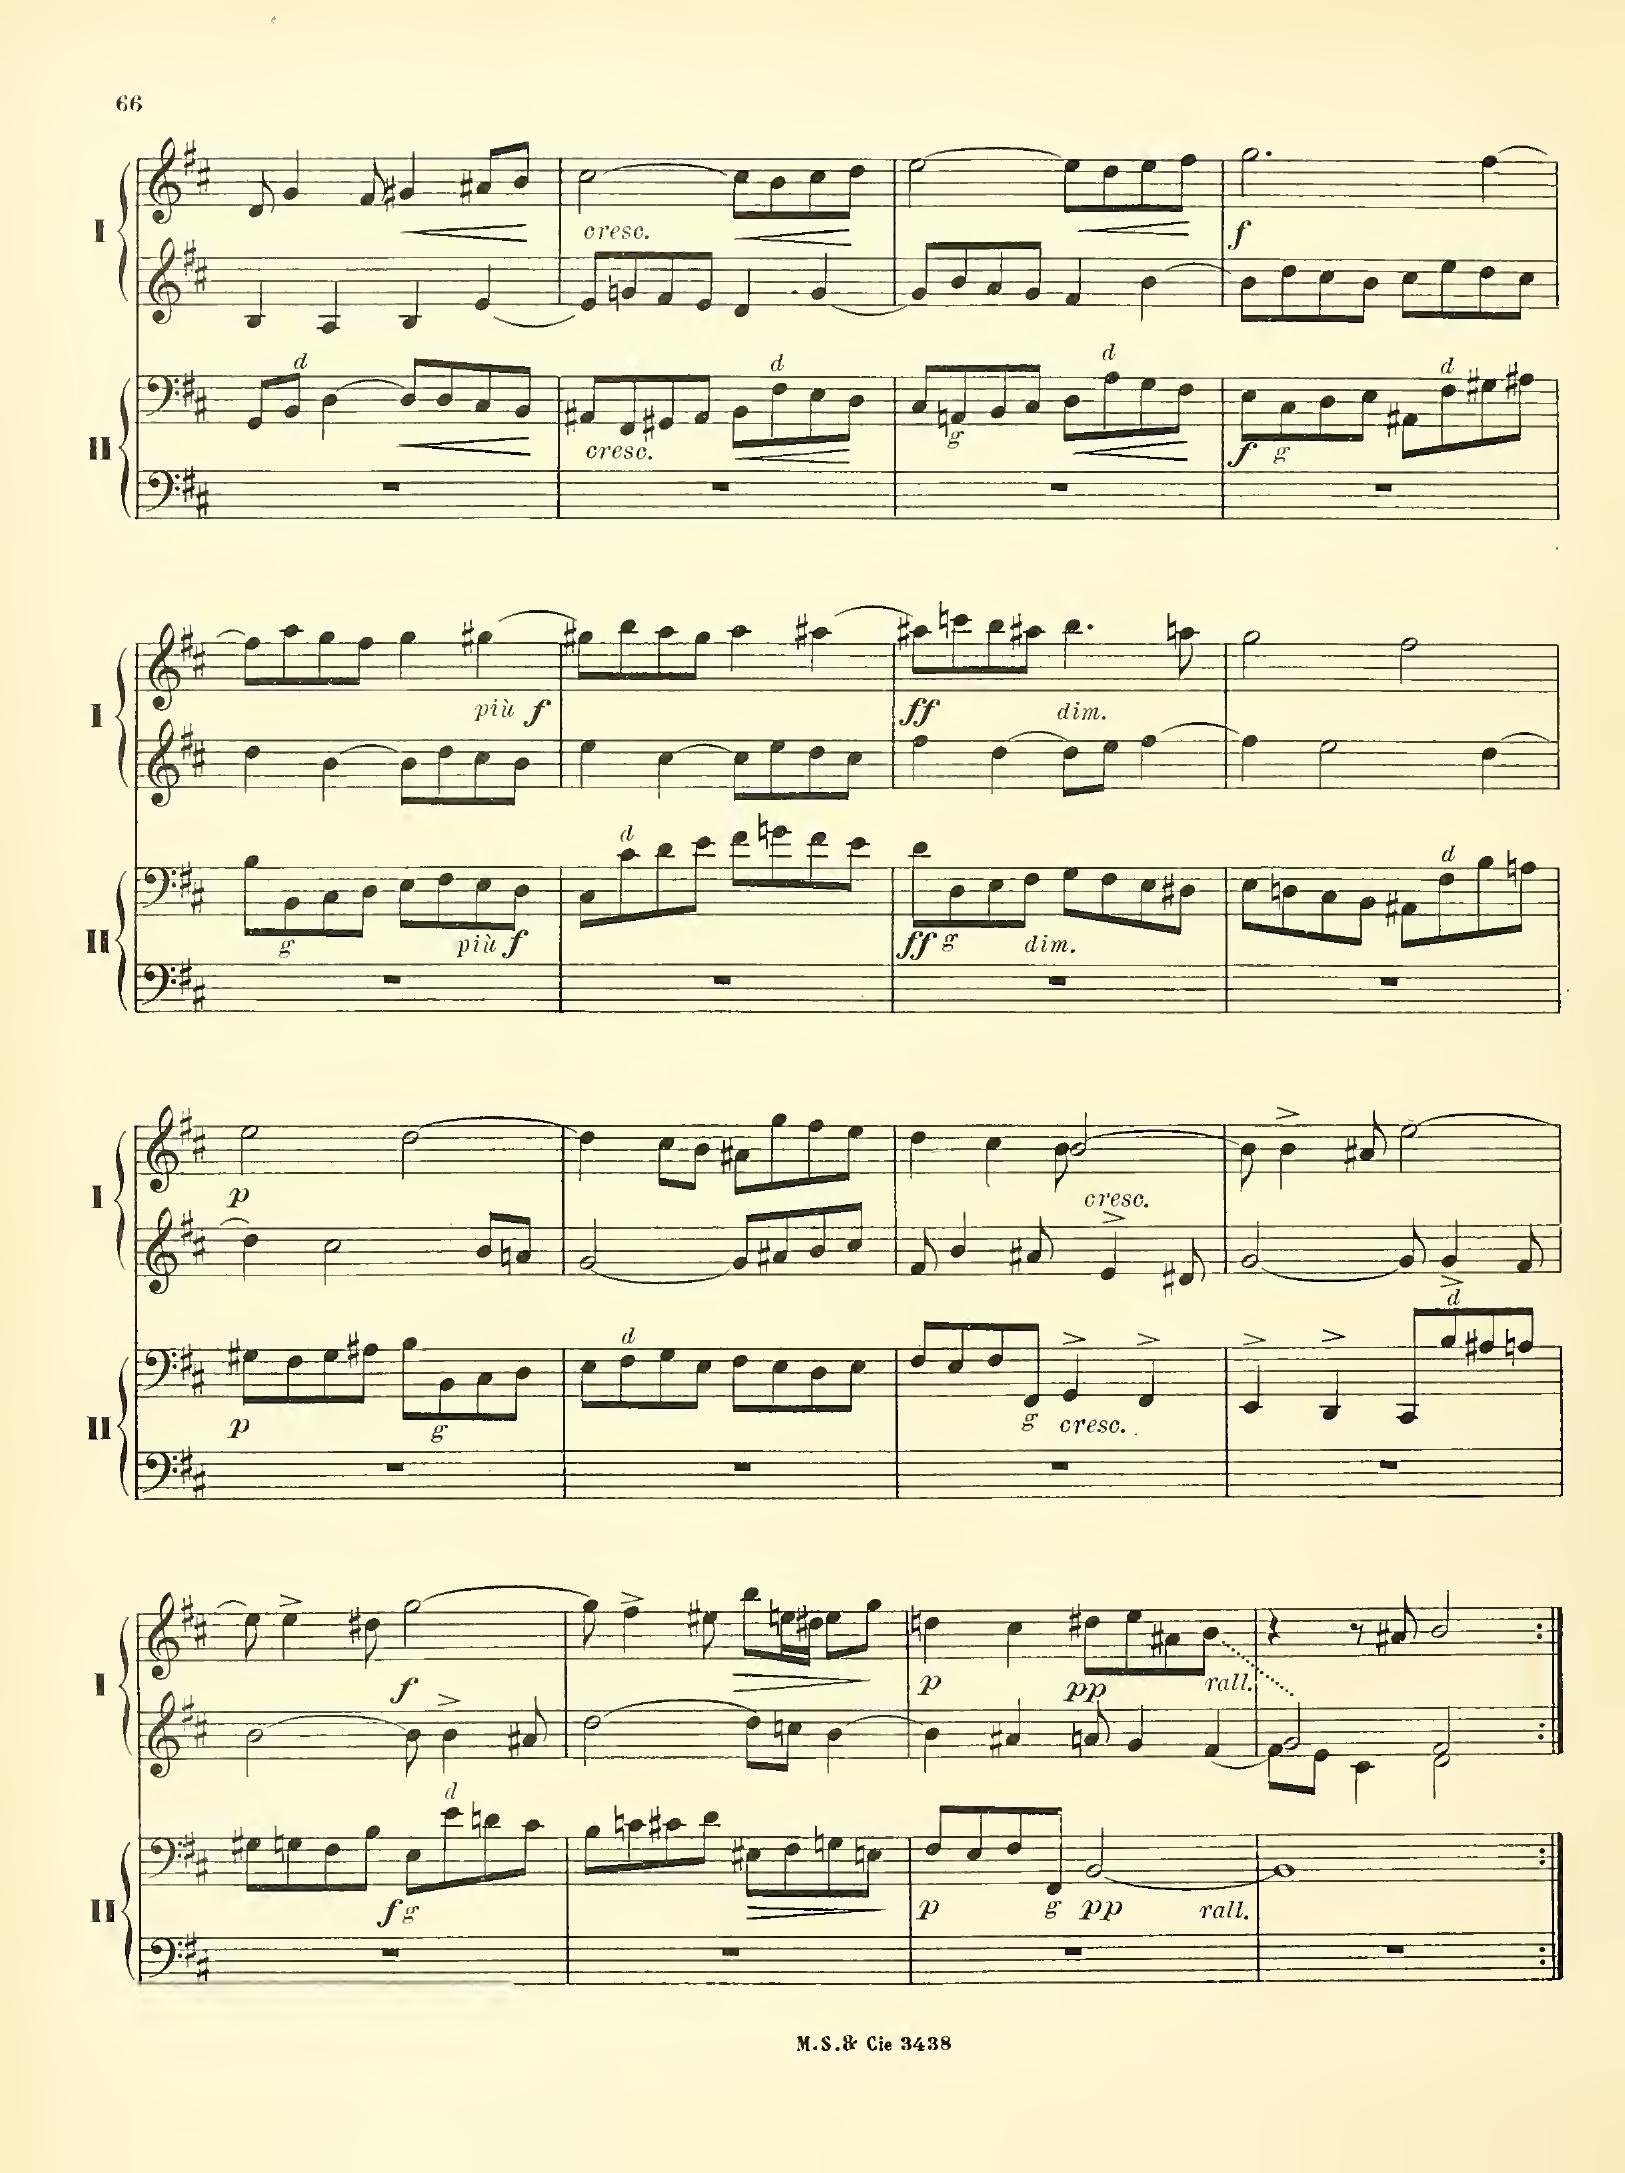 66
I
cresc.
f
d d d d
II
cresc.
g
f g
I
più f
ff dim.
d d
II
g più f
ff g dim.
I
p
cresc.
d d
II
p g
g cresc.
I
f
p pp rall.
d
II
f g
p g pp rall.
M.S.& Cie 3438